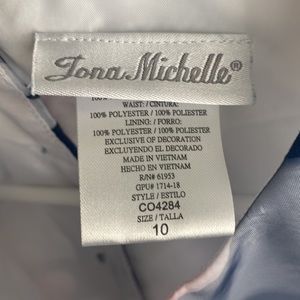 Jona Michelle®
100%
WAIST / CINTURA:
100% POLYESTER / 100% POLIESTER
LINING: / FORRO:
100% POLYESTER / 100% POLIESTER
EXCLUSIVE OF DECORATION
EXCLUYENDO EL DECORADO
MADE IN VIETNAM
HECHO EN VIETNAM
R/N# 61953
GPU# 1714-18
STYLE / ESTILO
CO4284
SIZE / TALLA
10